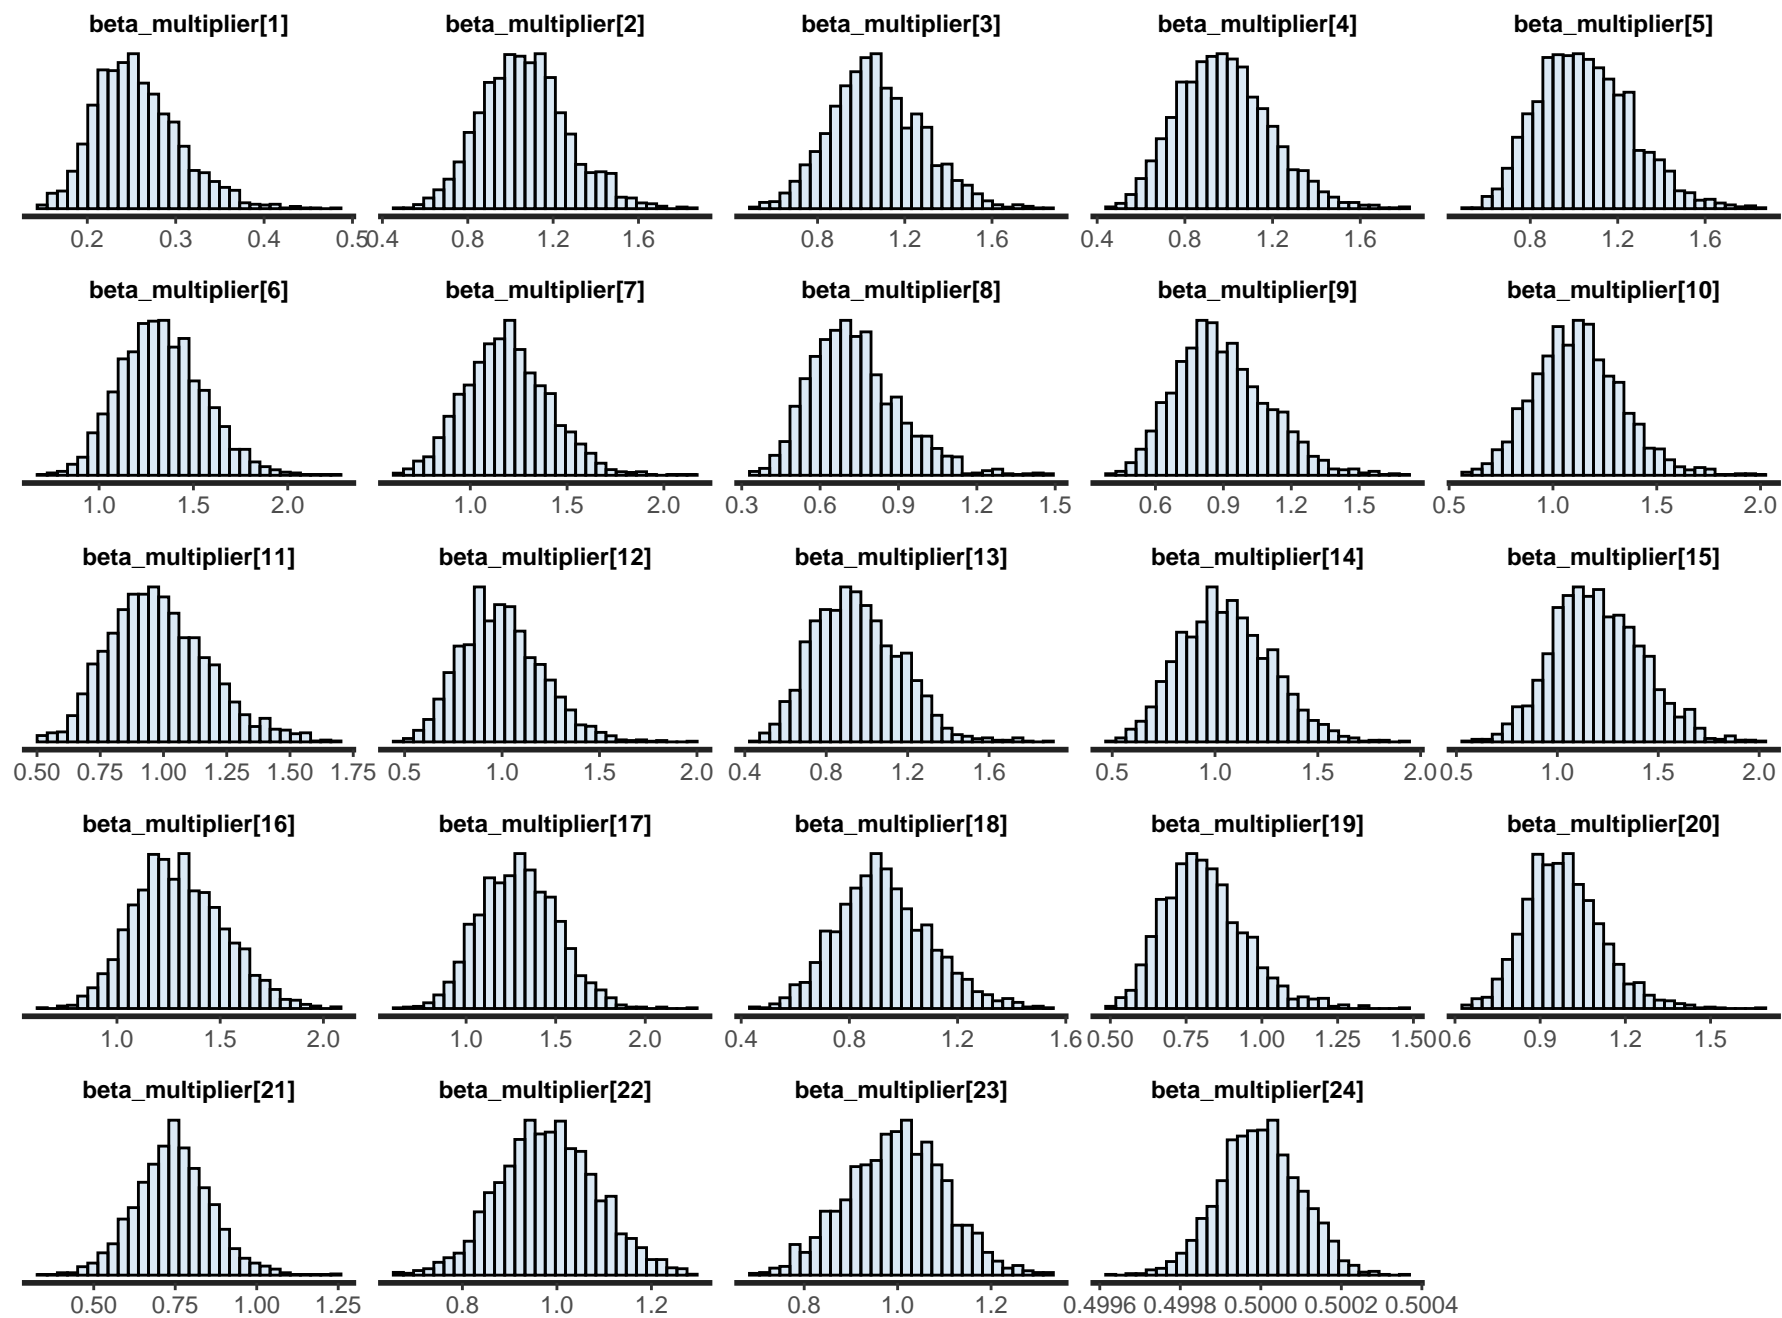 beta_multiplier[1] beta_multiplier[2] beta_multiplier[3] beta_multiplier[4] beta_multiplier[5]
0.2 0.3 0.4 0.5 0.4 0.8 1.2 1.6 0.8 1.2 1.6 0.4 0.8 1.2 1.6 0.8 1.2 1.6
beta_multiplier[6] beta_multiplier[7] beta_multiplier[8] beta_multiplier[9] beta_multiplier[10]
1.0 1.5 2.0 1.0 1.5 2.0 0.3 0.6 0.9 1.2 1.5 0.6 0.9 1.2 1.5 0.5 1.0 1.5 2.0
beta_multiplier[11] beta_multiplier[12] beta_multiplier[13] beta_multiplier[14] beta_multiplier[15]
0.50 0.75 1.00 1.25 1.50 1.75 0.5 1.0 1.5 2.0 0.4 0.8 1.2 1.6 0.5 1.0 1.5 2.0 0.5 1.0 1.5 2.0
beta_multiplier[16] beta_multiplier[17] beta_multiplier[18] beta_multiplier[19] beta_multiplier[20]
1.0 1.5 2.0 1.0 1.5 2.0 0.4 0.8 1.2 1.6 0.50 0.75 1.00 1.25 1.50 0.6 0.9 1.2 1.5
beta_multiplier[21] beta_multiplier[22] beta_multiplier[23] beta_multiplier[24]
0.50 0.75 1.00 1.25 0.8 1.0 1.2 0.8 1.0 1.2 0.4996 0.4998 0.5000 0.5002 0.5004